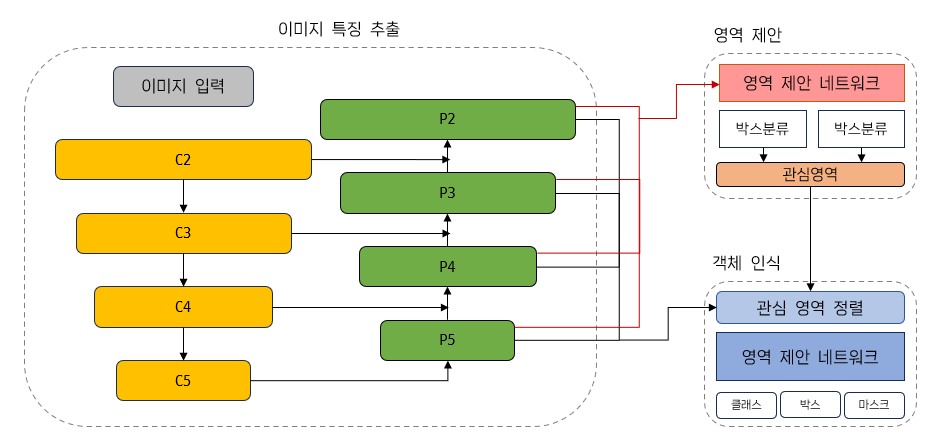 이미지 특징 추출
이미지 입력
C2
C3
C4
C5
P2
P3
P4
P5
영역 제안
영역 제안 네트워크
박스분류
박스분류
관심영역
객체 인식
관심 영역 정렬
영역 제안 네트워크
클래스
박스
마스크